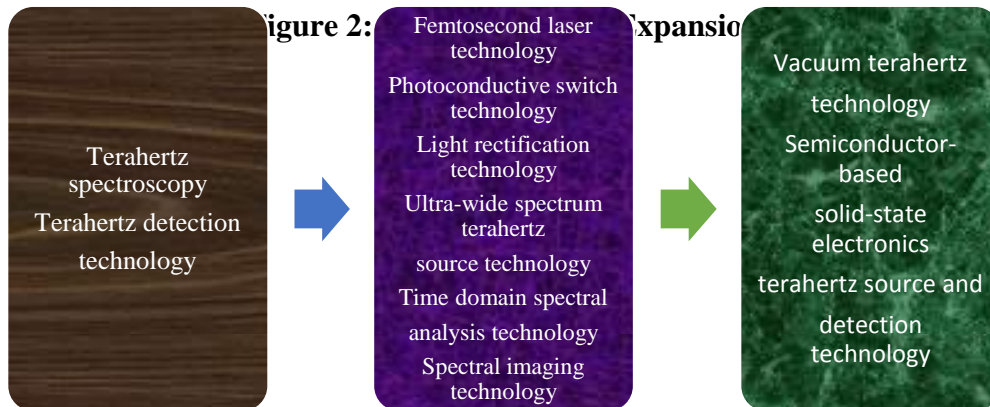 igure 2:
Expansio
Terahertz
spectroscopy
Terahertz detection
technology
Femtosecond laser
technology
Photoconductive switch
technology
Light rectification
technology
Ultra-wide spectrum
terahertz
source technology
Time domain spectral
analysis technology
Spectral imaging
technology
Vacuum terahertz
technology
Semiconductor-
based
solid-state
electronics
terahertz source and
detection
technology